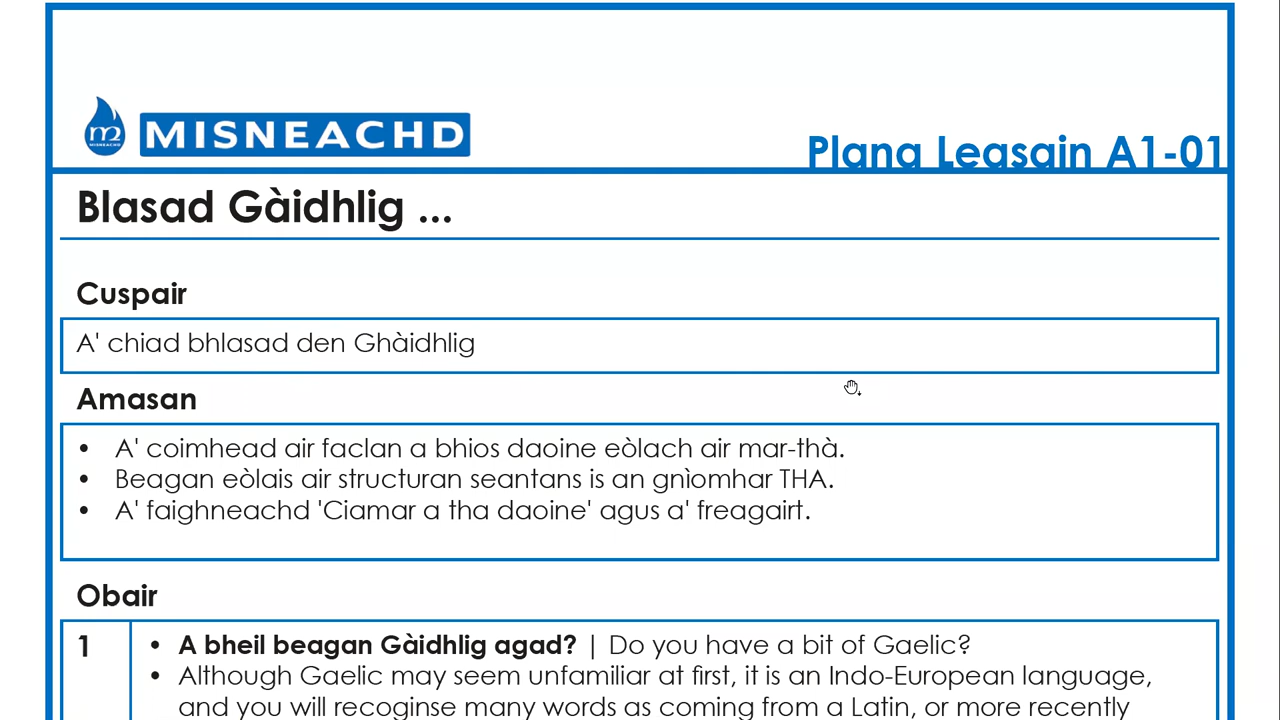 m2
MISNEACHD
MISNEACHD
Plana Leasain A1-01
Blasad Gàidhlig ...
Cuspair
A' chiad bhlasad den Ghàidhlig
Amasan
• A' coimhead air faclan a bhios daoine eòlach air mar-thà.
• Beagan eòlais air structuran seantans is an gnìomhar THA.
• A' faighneachd 'Ciamar a tha daoine' agus a' freagairt.
Obair
1
• A bheil beagan Gàidhlig agad? | Do you have a bit of Gaelic?
• Although Gaelic may seem unfamiliar at first, it is an Indo-European language,
and you will recoginse many words as coming from a Latin, or more recently